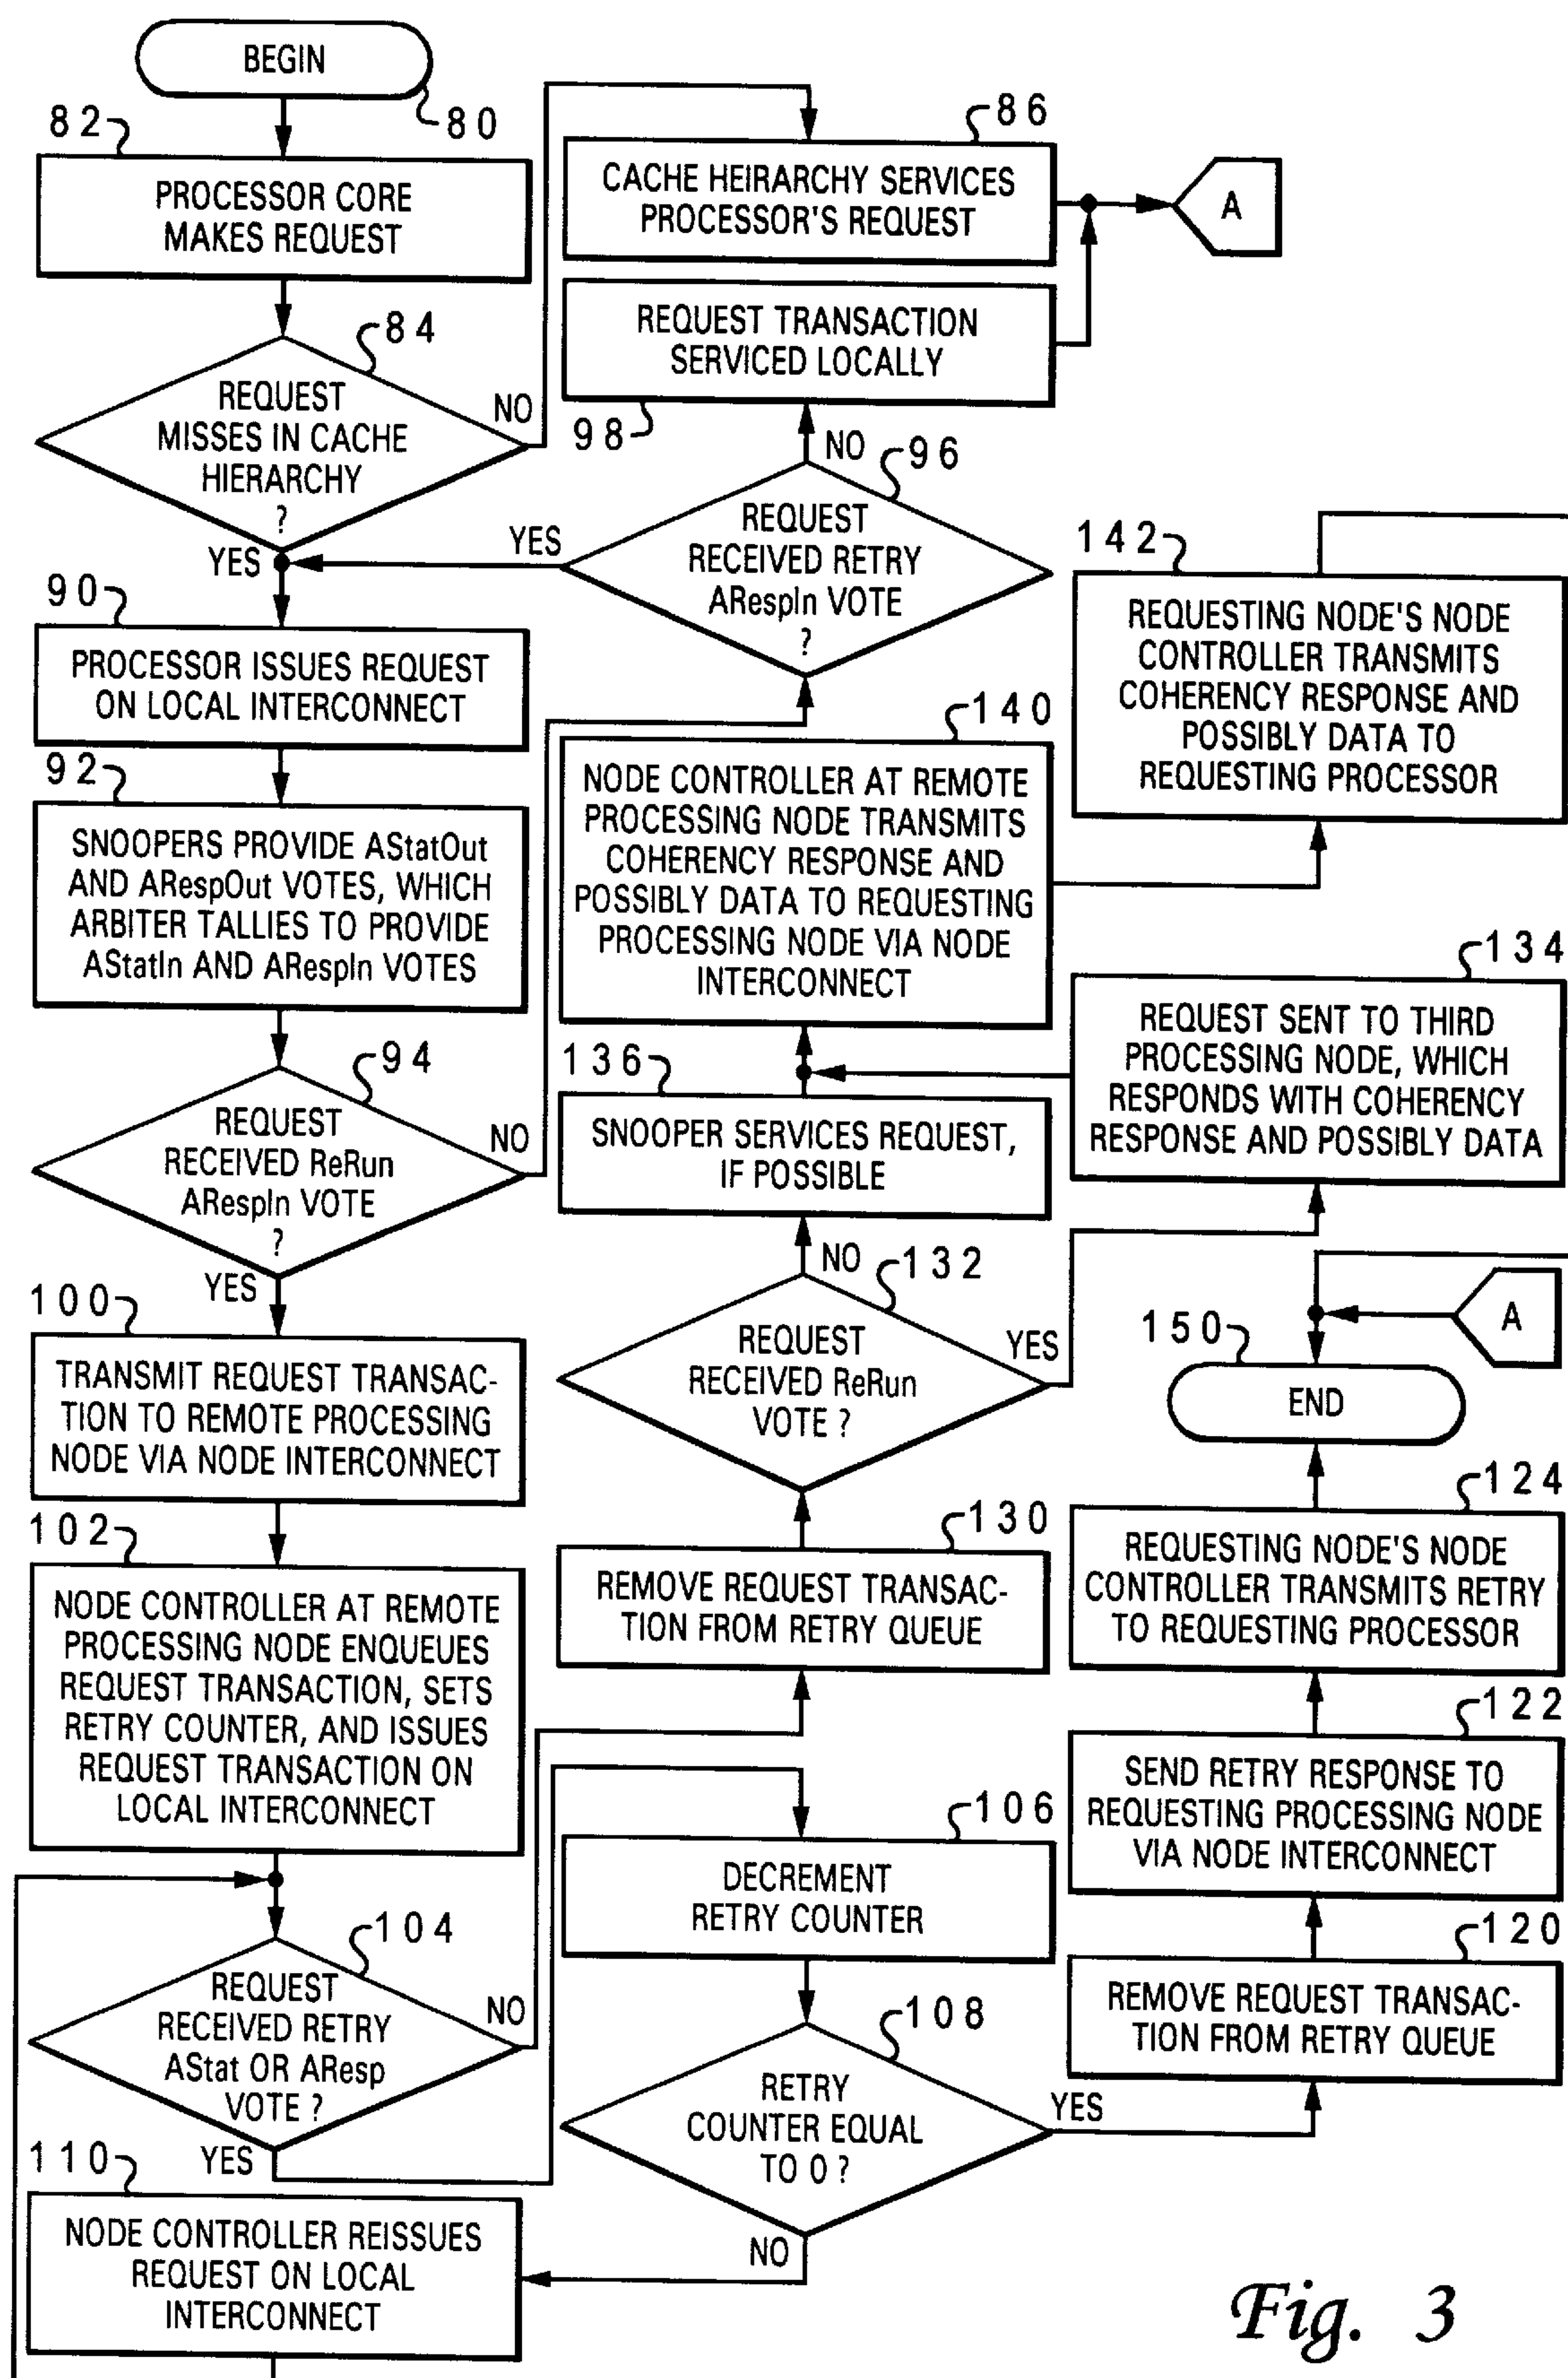 BEGIN
80
82
PROCESSOR CORE
MAKES REQUEST
84
REQUEST
MISSES IN CACHE
HIERARCHY
?
NO
YES
86
CACHE HEIRARCHY SERVICES
PROCESSOR'S REQUEST
A
REQUEST TRANSACTION
SERVICED LOCALLY
98
NO
96
REQUEST
RECEIVED RETRY
ARespIn VOTE
?
YES
90
PROCESSOR ISSUES REQUEST
ON LOCAL INTERCONNECT
92
SNOOPERS PROVIDE AStatOut
AND ARespOut VOTES, WHICH
ARBITER TALLIES TO PROVIDE
AStatIn AND ARespIn VOTES
94
REQUEST
RECEIVED ReRun
ARespIn VOTE
?
NO
YES
100
TRANSMIT REQUEST TRANSAC-
TION TO REMOTE PROCESSING
NODE VIA NODE INTERCONNECT
102
NODE CONTROLLER AT REMOTE
PROCESSING NODE ENQUEUES
REQUEST TRANSACTION, SETS
RETRY COUNTER, AND ISSUES
REQUEST TRANSACTION ON
LOCAL INTERCONNECT
104
REQUEST
RECEIVED RETRY
AStat OR AResp
VOTE ?
NO
YES
110
NODE CONTROLLER REISSUES
REQUEST ON LOCAL
INTERCONNECT
140
NODE CONTROLLER AT REMOTE
PROCESSING NODE TRANSMITS
COHERENCY RESPONSE AND
POSSIBLY DATA TO REQUESTING
PROCESSING NODE VIA NODE
INTERCONNECT
136
SNOOPER SERVICES REQUEST,
IF POSSIBLE
NO
132
REQUEST
RECEIVED ReRun
VOTE ?
YES
130
REMOVE REQUEST TRANSAC-
TION FROM RETRY QUEUE
106
DECREMENT
RETRY COUNTER
108
RETRY
COUNTER EQUAL
TO 0 ?
YES
NO
142
REQUESTING NODE'S NODE
CONTROLLER TRANSMITS
COHERENCY RESPONSE AND
POSSIBLY DATA TO
REQUESTING PROCESSOR
134
REQUEST SENT TO THIRD
PROCESSING NODE, WHICH
RESPONDS WITH COHERENCY
RESPONSE AND POSSIBLY DATA
A
150
END
124
REQUESTING NODE'S NODE
CONTROLLER TRANSMITS RETRY
TO REQUESTING PROCESSOR
122
SEND RETRY RESPONSE TO
REQUESTING PROCESSING NODE
VIA NODE INTERCONNECT
120
REMOVE REQUEST TRANSAC-
TION FROM RETRY QUEUE
Fig. 3